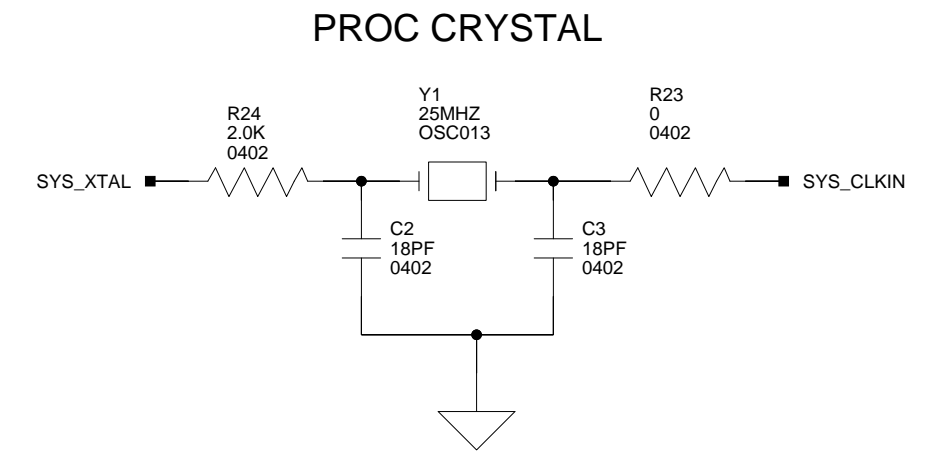 PROC CRYSTAL
R24
2.0K
0402
Y1
25MHZ
OSC013
R23
0
0402
SYS_XTAL
SYS_CLKIN
C2
18PF
0402
C3
18PF
0402